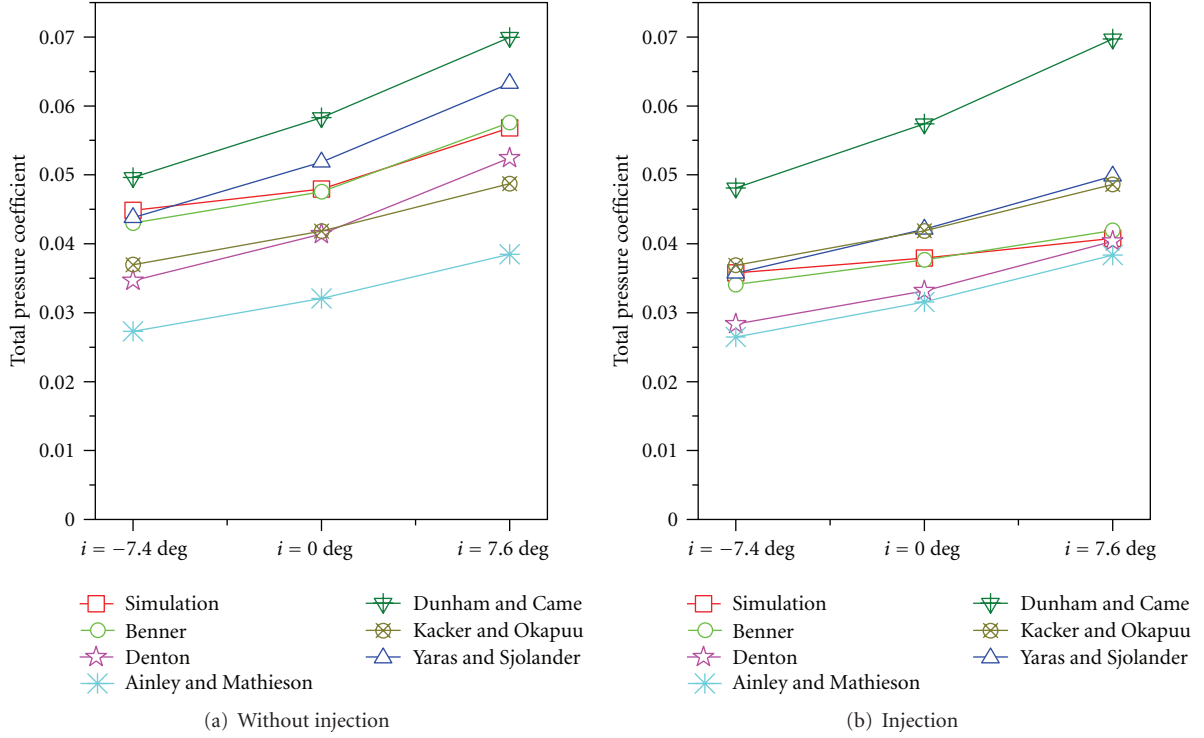 0.07
0.06
0.05
0.04
0.03
0.02
0.01
0
Total pressure coefficient
i = −7.4 deg
i = 0 deg
i = 7.6 deg
Simulation
Benner
Denton
Ainley and Mathieson
Dunham and Came
Kacker and Okapuu
Yaras and Sjolander
(a) Without injection
0.07
0.06
0.05
0.04
0.03
0.02
0.01
0
Total pressure coefficient
i = −7.4 deg
i = 0 deg
i = 7.6 deg
Simulation
Benner
Denton
Ainley and Mathieson
Dunham and Came
Kacker and Okapuu
Yaras and Sjolander
(b) Injection